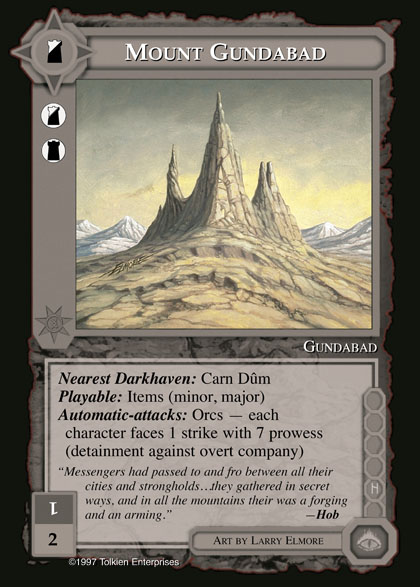 Mount Gundabad
Gundabad
Nearest Darkhaven: Carn Dûm
Playable: Items (minor, major)
Automatic-attacks: Orcs — each
character faces 1 strike with 7 prowess
(detainment against overt company)
“Messengers had passed to and fro between all their
cities and strongholds…they gathered in secret
ways, and in all the mountains their was a forging
and an arming.” –Hob
1
2
H
Art by Larry Elmore
©1997 Tolkien Enterprises